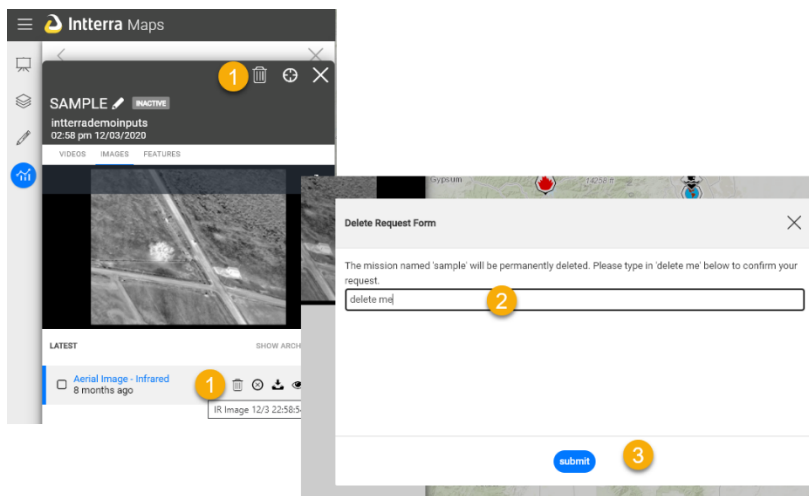 Intterra Maps
1
SAMPLE INACTIVE
intterrademoinputs
02:58 pm 12/03/2020
VIDEOS IMAGES FEATURES
LATEST SHOW ARCH
Aerial Image - Infrared
8 months ago
1
IR Image 12/3 22:58:54
Gypsum
Delete Request Form
The mission named 'sample' will be permanently deleted. Please type in 'delete me' below to confirm your
request.
delete me
2
submit
3